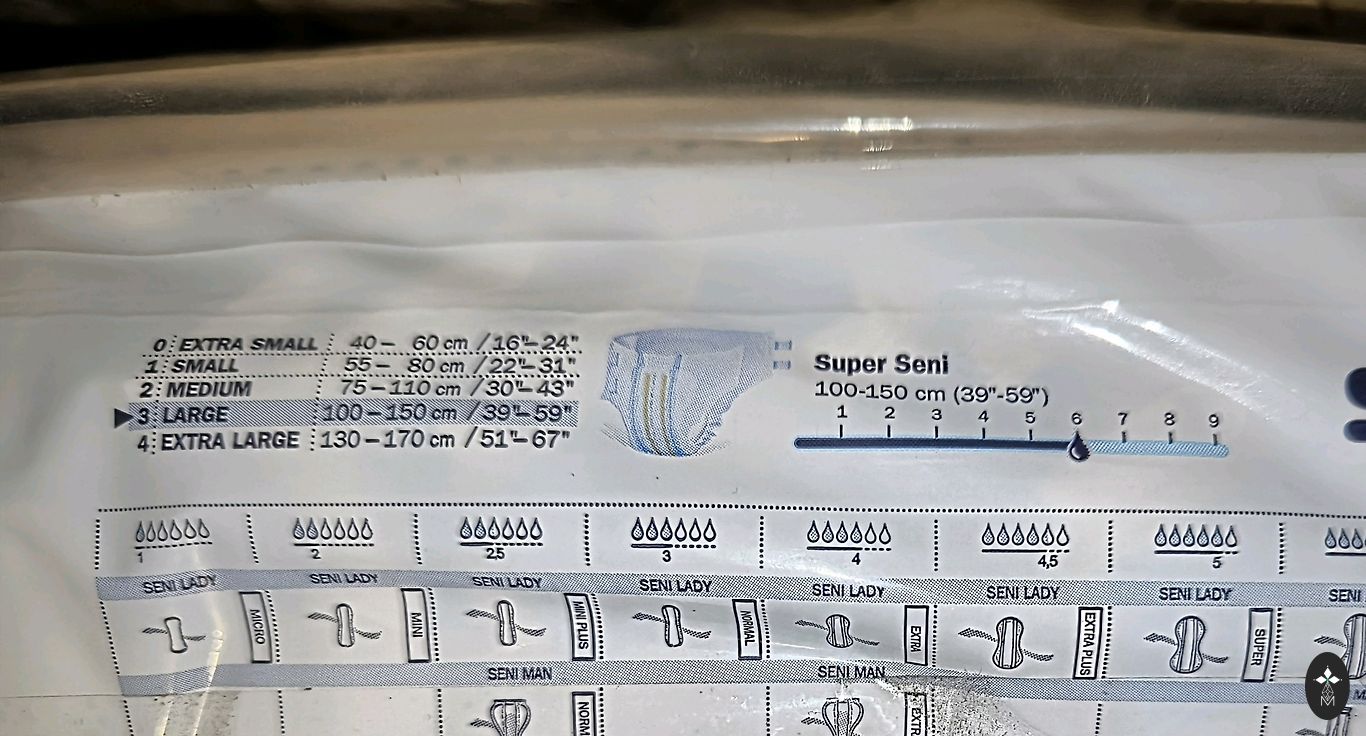 0 EXTRA SMALL 40 – 60 cm / 16"–24"
1 SMALL 55 – 80 cm / 22"–31"
2 MEDIUM 75 – 110 cm / 30"– 43"
3 LARGE 100 – 150 cm / 39"–59"
4 EXTRA LARGE 130 – 170 cm / 51"– 67"
Super Seni
100-150 cm (39"-59")
1 2 3 4 5 6 7 8 9
1 2 2,5 3 4 4,5 5
SENI LADY SENI LADY SENI LADY SENI LADY SENI LADY SENI LADY SENI LADY SENI
MICRO MINI MINI PLUS NORMAL EXTRA EXTRA PLUS SUPER
SENI MAN SENI MAN
NORM EXTRA
M